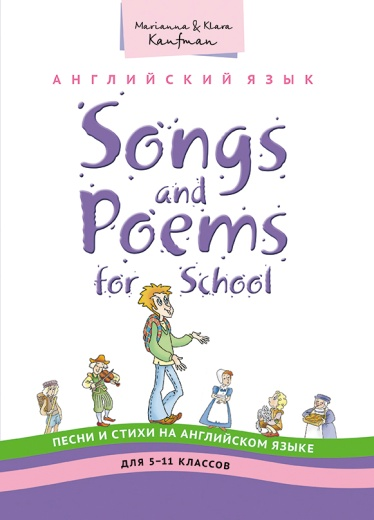 Marianna & Klara
Kaufman
АНГЛИЙСКИЙ ЯЗЫК
Songs
and
Poems
for School
ПЕСНИ И СТИХИ НА АНГЛИЙСКОМ ЯЗЫКЕ
ДЛЯ 5–11 КЛАССОВ